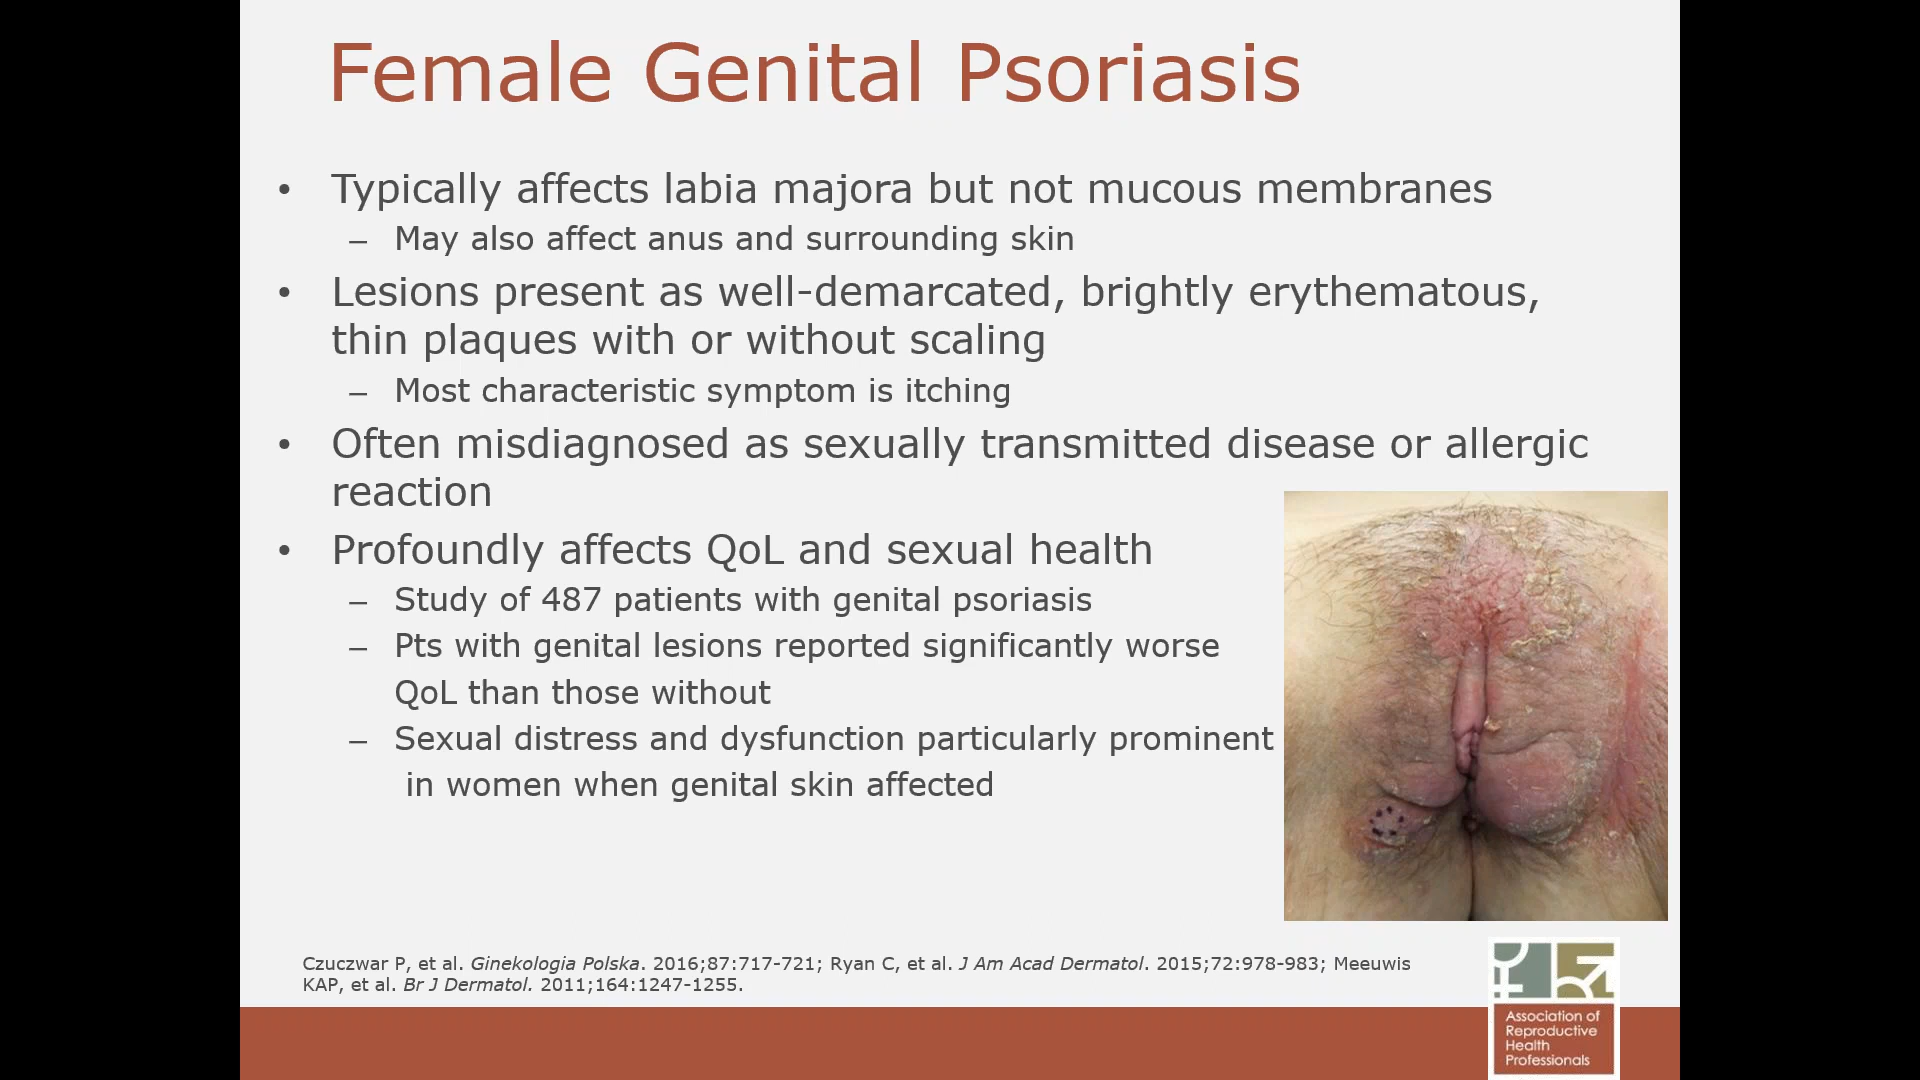 Female Genital Psoriasis
• Typically affects labia majora but not mucous membranes
– May also affect anus and surrounding skin
• Lesions present as well-demarcated, brightly erythematous,
thin plaques with or without scaling
– Most characteristic symptom is itching
• Often misdiagnosed as sexually transmitted disease or allergic
reaction
• Profoundly affects QoL and sexual health
– Study of 487 patients with genital psoriasis
– Pts with genital lesions reported significantly worse
QoL than those without
– Sexual distress and dysfunction particularly prominent
in women when genital skin affected
Czuczwar P, et al. Ginekologia Polska. 2016;87:717-721; Ryan C, et al. J Am Acad Dermatol. 2015;72:978-983; Meeuwis
KAP, et al. Br J Dermatol. 2011;164:1247-1255.
Association of
Reproductive
Health
Professionals